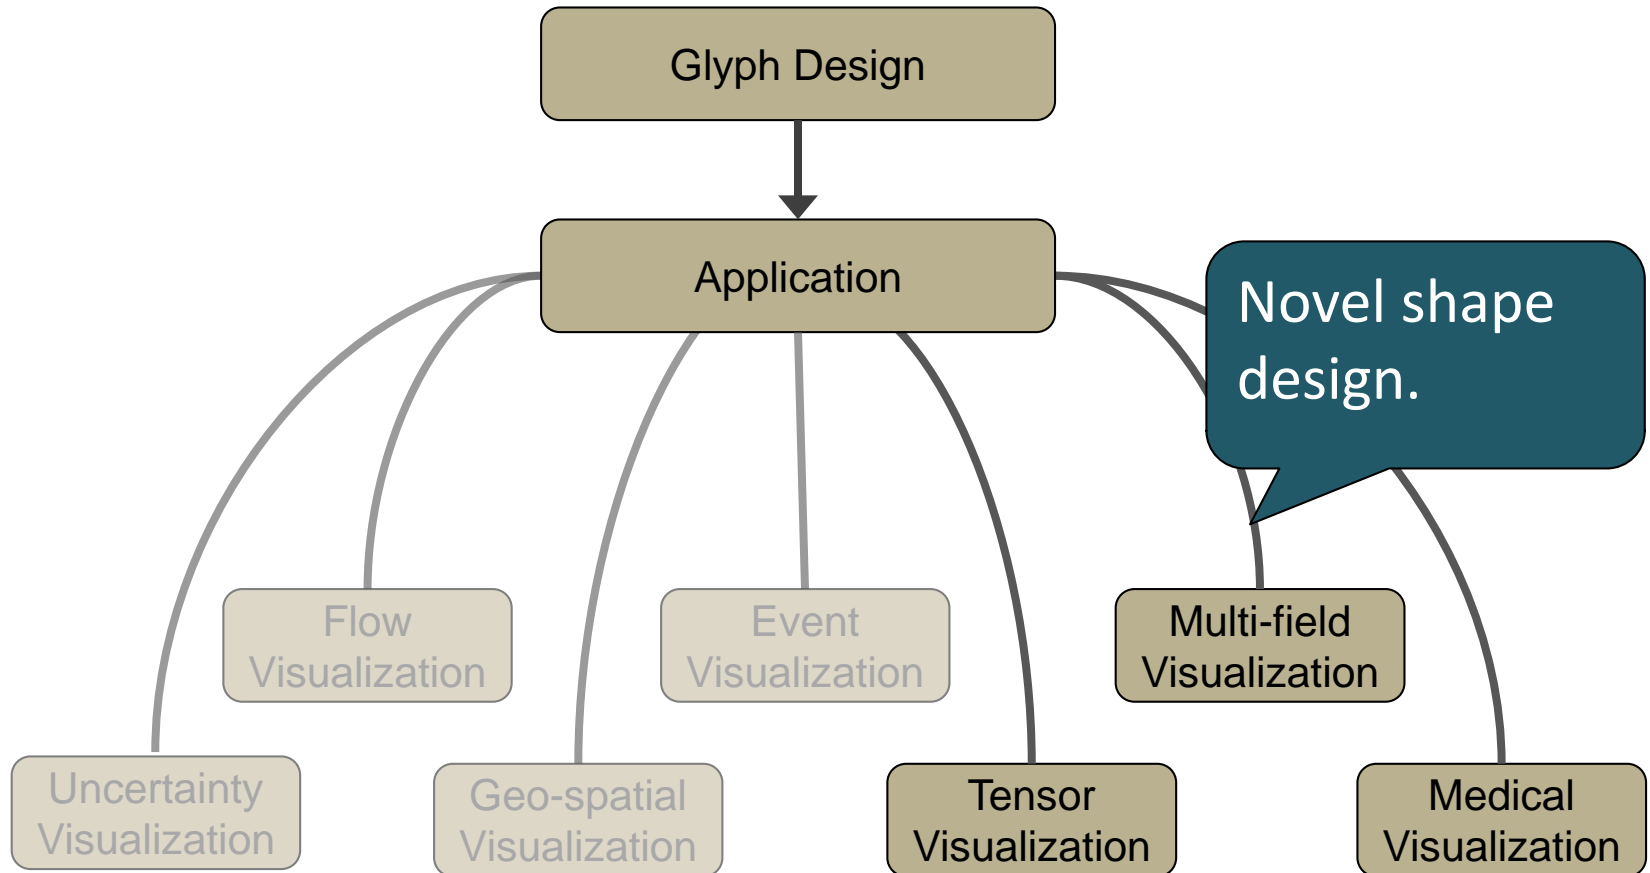 Glyph Design
Application
Novel shape
design.
Flow
Visualization
Event
Visualization
Multi-field
Visualization
Uncertainty
Visualization
Geo-spatial
Visualization
Tensor
Visualization
Medical
Visualization